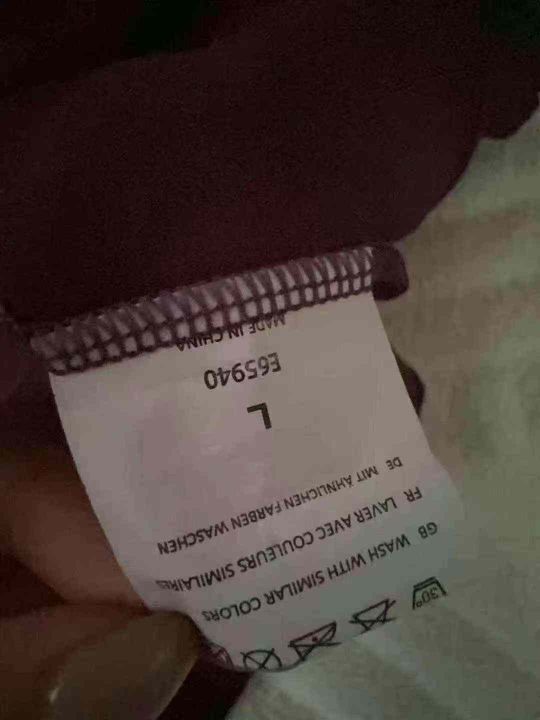 30°
GB WASH WITH SIMILAR COLORS
FR LAVER AVEC COULEURS SIMILAIRES
DE MIT ÄHNLICHEN FARBEN WASCHEN
L
E65940
MADE IN CHINA